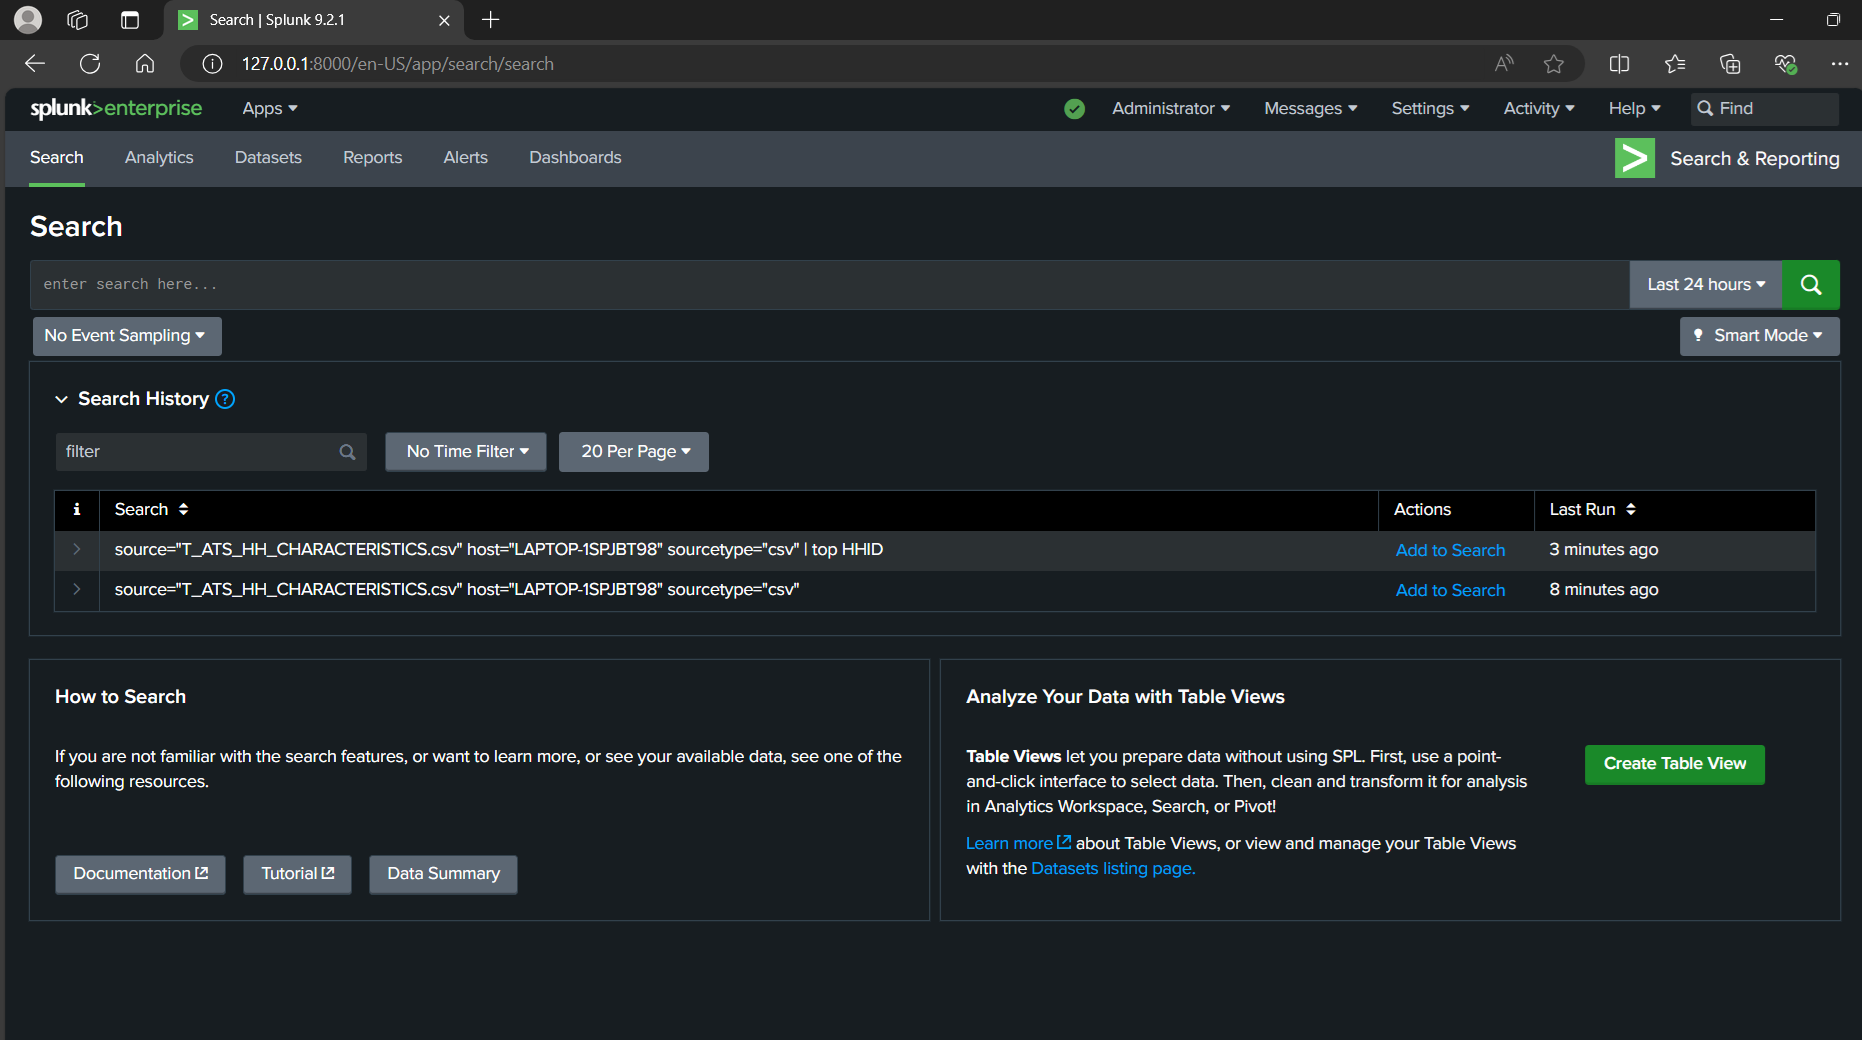 Search | Splunk 9.2.1
127.0.0.1:8000/en-US/app/search/search
splunk>enterprise Apps Administrator Messages Settings Activity Help Find
Search Analytics Datasets Reports Alerts Dashboards Search & Reporting
Search
enter search here... Last 24 hours
No Event Sampling Smart Mode
Search History ?
filter No Time Filter 20 Per Page
i Search Actions Last Run
source="T_ATS_HH_CHARACTERISTICS.csv" host="LAPTOP-1SPJBT98" sourcetype="csv" | top HHID Add to Search 3 minutes ago
source="T_ATS_HH_CHARACTERISTICS.csv" host="LAPTOP-1SPJBT98" sourcetype="csv" Add to Search 8 minutes ago
How to Search
If you are not familiar with the search features, or want to learn more, or see your available data, see one of the
following resources.
Documentation Tutorial Data Summary
Analyze Your Data with Table Views
Table Views let you prepare data without using SPL. First, use a point-
and-click interface to select data. Then, clean and transform it for analysis
in Analytics Workspace, Search, or Pivot!
Create Table View
Learn more about Table Views, or view and manage your Table Views
with the Datasets listing page.